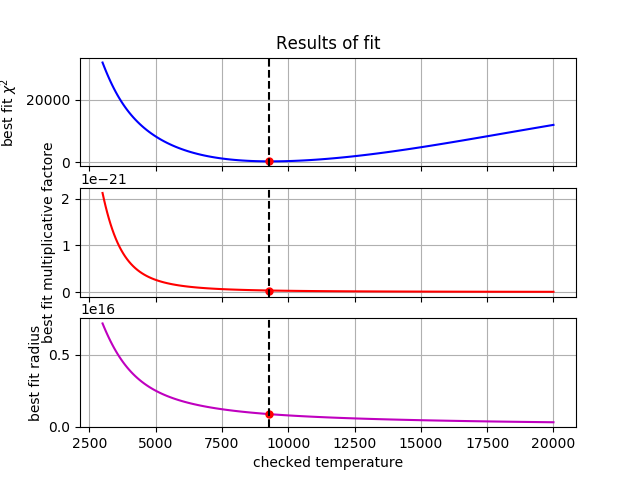 Results of fit
best fit χ²
20000
0
1e−21
best fit multiplicative factore
2
1
0
1e16
best fit radius
0.5
0.0
2500 5000 7500 10000 12500 15000 17500 20000
checked temperature